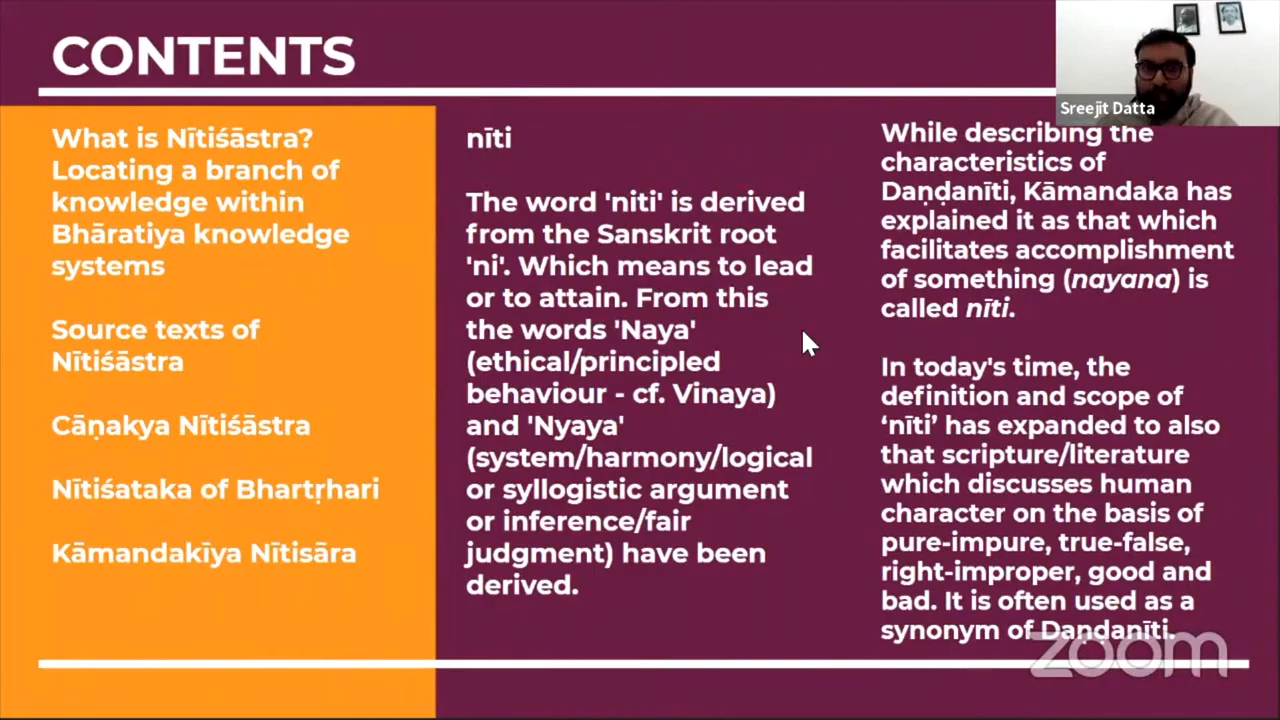 CONTENTS
Sreejit Datta
What is Nītiśāstra?
Locating a branch of
knowledge within
Bhāratiya knowledge
systems
Source texts of
Nītiśāstra
Cāṇakya Nītiśāstra
Nītiśataka of Bhartṛhari
Kāmandakīya Nītisāra
nīti
The word 'niti' is derived
from the Sanskrit root
'ni'. Which means to lead
or to attain. From this
the words 'Naya'
(ethical/principled
behaviour - cf. Vinaya)
and 'Nyaya'
(system/harmony/logical
or syllogistic argument
or inference/fair
judgment) have been
derived.
While describing the
characteristics of
Daṇḍanīti, Kāmandaka has
explained it as that which
facilitates accomplishment
of something (nayana) is
called nīti.
In today's time, the
definition and scope of
‘nīti’ has expanded to also
that scripture/literature
which discusses human
character on the basis of
pure-impure, true-false,
right-improper, good and
bad. It is often used as a
synonym of Daṇḍanīti.
zoom